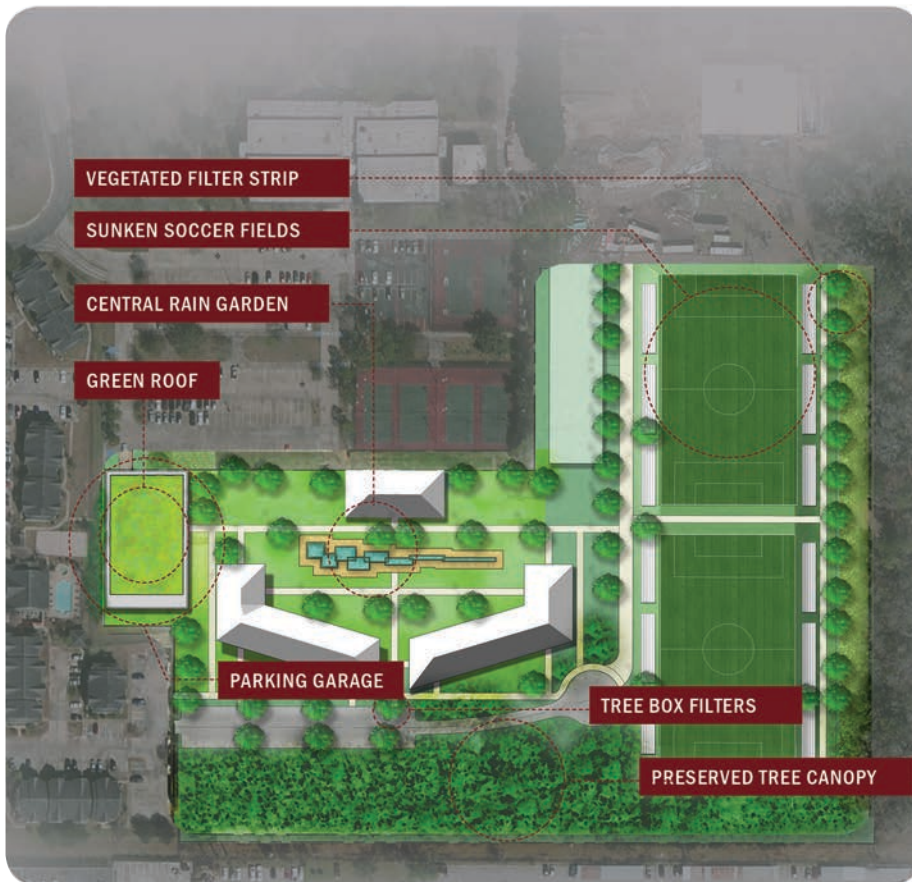 VEGETATED FILTER STRIP
SUNKEN SOCCER FIELDS
CENTRAL RAIN GARDEN
GREEN ROOF
PARKING GARAGE
TREE BOX FILTERS
PRESERVED TREE CANOPY